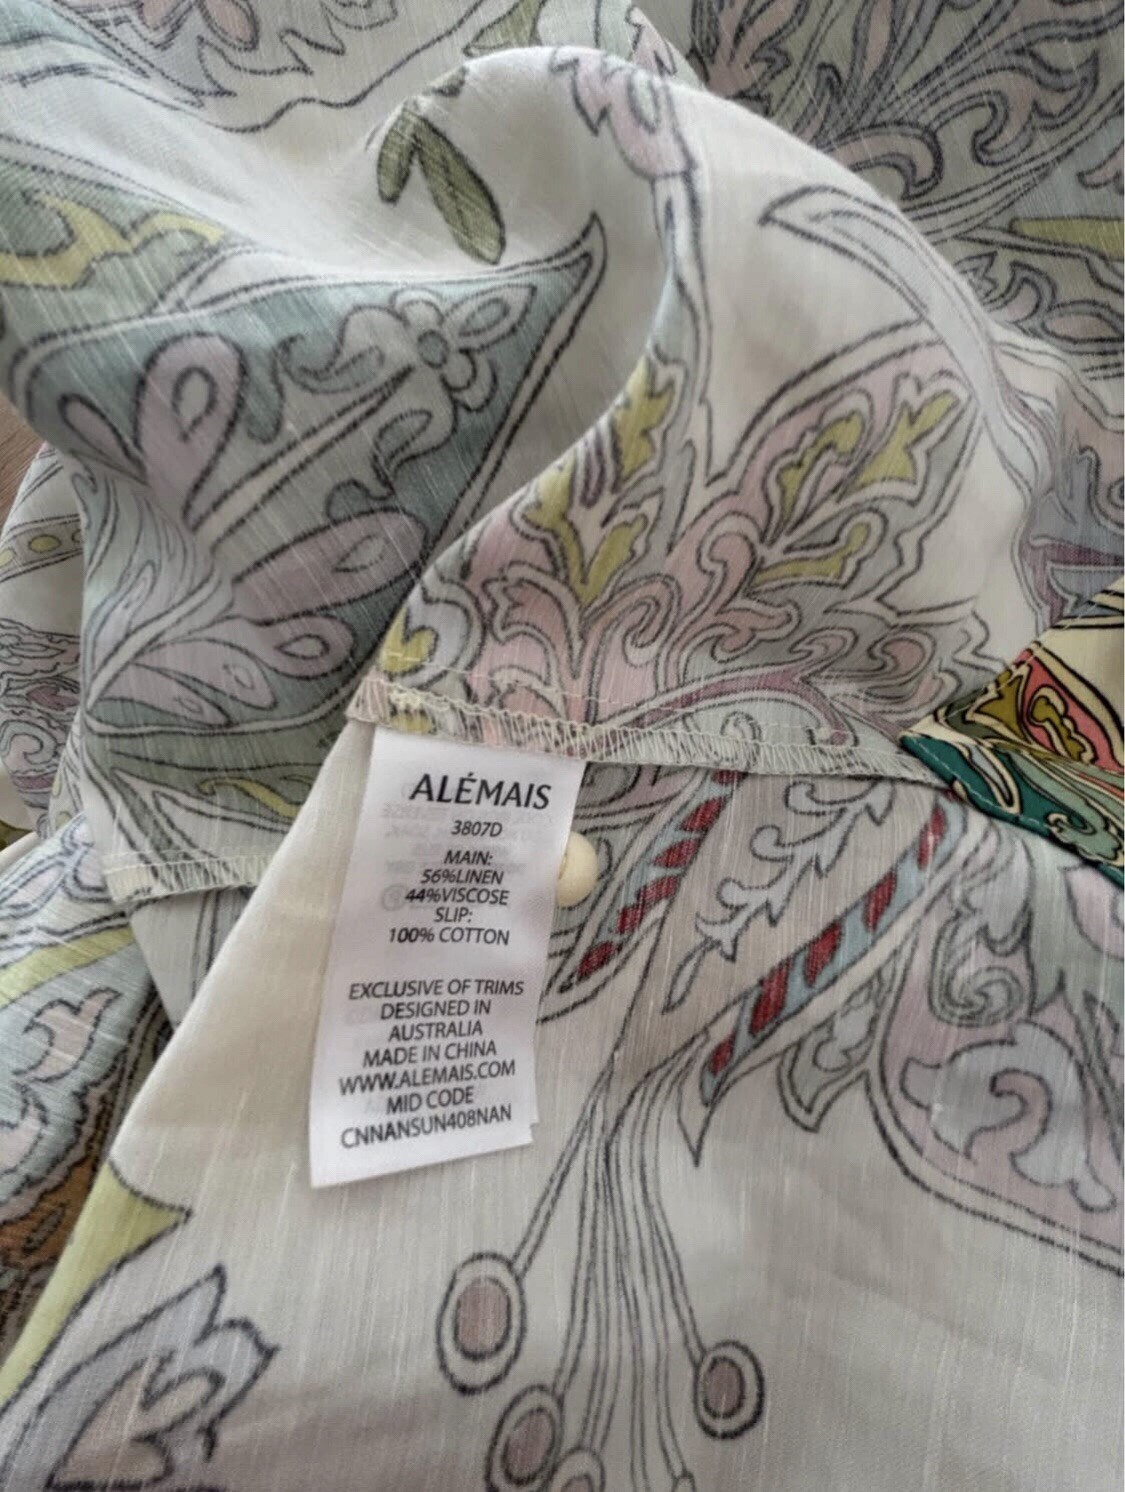 ALÉMAIS
3807D
MAIN:
56%LINEN
44%VISCOSE
SLIP:
100% COTTON
EXCLUSIVE OF TRIMS
DESIGNED IN
AUSTRALIA
MADE IN CHINA
WWW.ALEMAIS.COM
MID CODE
CNNANSUN408NAN